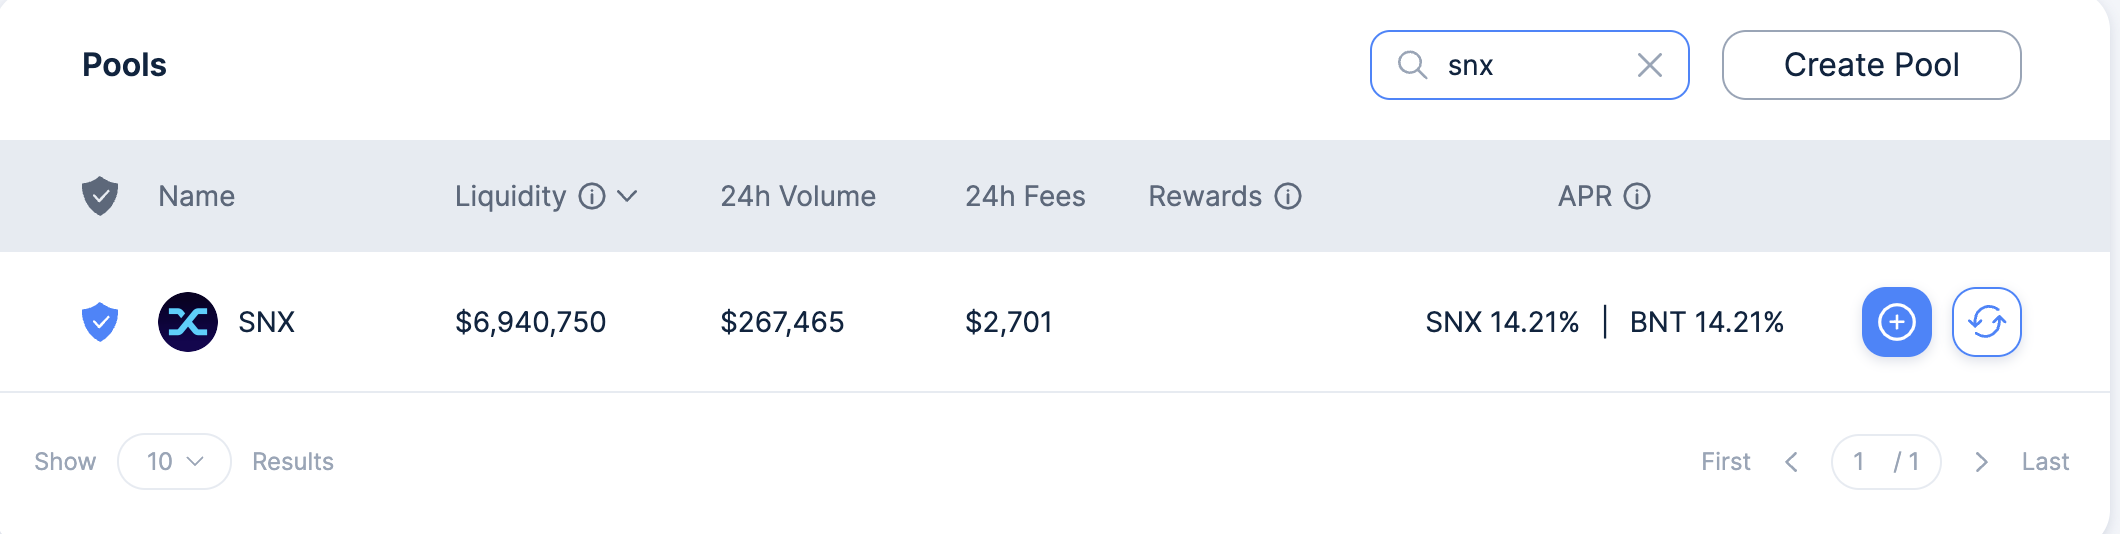 Pools
snx
Create Pool
Name Liquidity 24h Volume 24h Fees Rewards APR
SNX $6,940,750 $267,465 $2,701 SNX 14.21% | BNT 14.21%
Show 10 Results First 1 / 1 Last